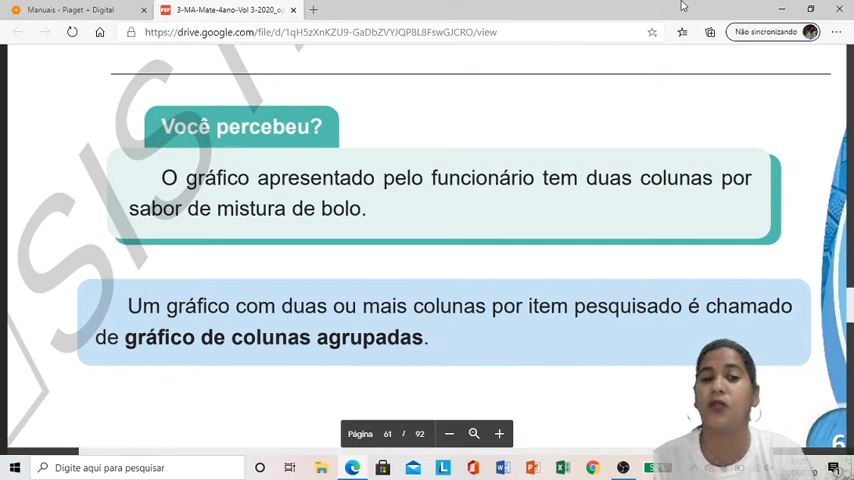 Manuais - Piaget + Digital
3-MA-Mate-4ano-Vol 3-2020_op
https://drive.google.com/file/d/1qH5zXnKZU9-GaDbZVYJQP8L8FswGJCRO/view
Não sincronizando
Você percebeu?
O gráfico apresentado pelo funcionário tem duas colunas por
sabor de mistura de bolo.
Um gráfico com duas ou mais colunas por item pesquisado é chamado
de gráfico de colunas agrupadas.
SIST
Página 61 / 92
6
Digite aqui para pesquisar